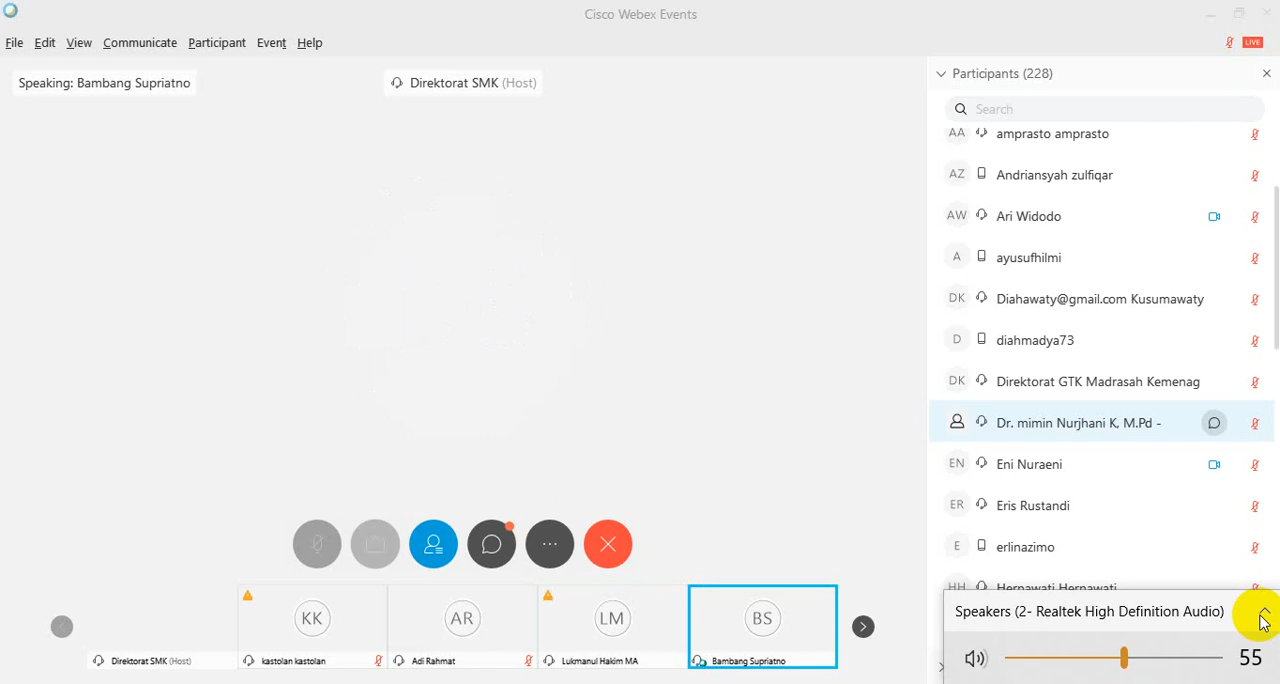 Cisco Webex Events
File Edit View Communicate Participant Event Help
LIVE
Speaking: Bambang Supriatno
Direktorat SMK (Host)
Participants (228)
Search
AA amprasto amprasto
AZ Andriansyah zulfiqar
AW Ari Widodo
A ayusufhilmi
DK Diahawaty@gmail.com Kusumawaty
D diahmadya73
DK Direktorat GTK Madrasah Kemenag
Dr. mimin Nurjhani K, M.Pd -
EN Eni Nuraeni
ER Eris Rustandi
E erlinazimo
HH Hernawati Hernawati
KK
AR
LM
BS
Direktorat SMK (Host)
kastolan kastolan
Adi Rahmat
Lukmanul Hakim MA
Bambang Supriatno
Speakers (2- Realtek High Definition Audio)
55